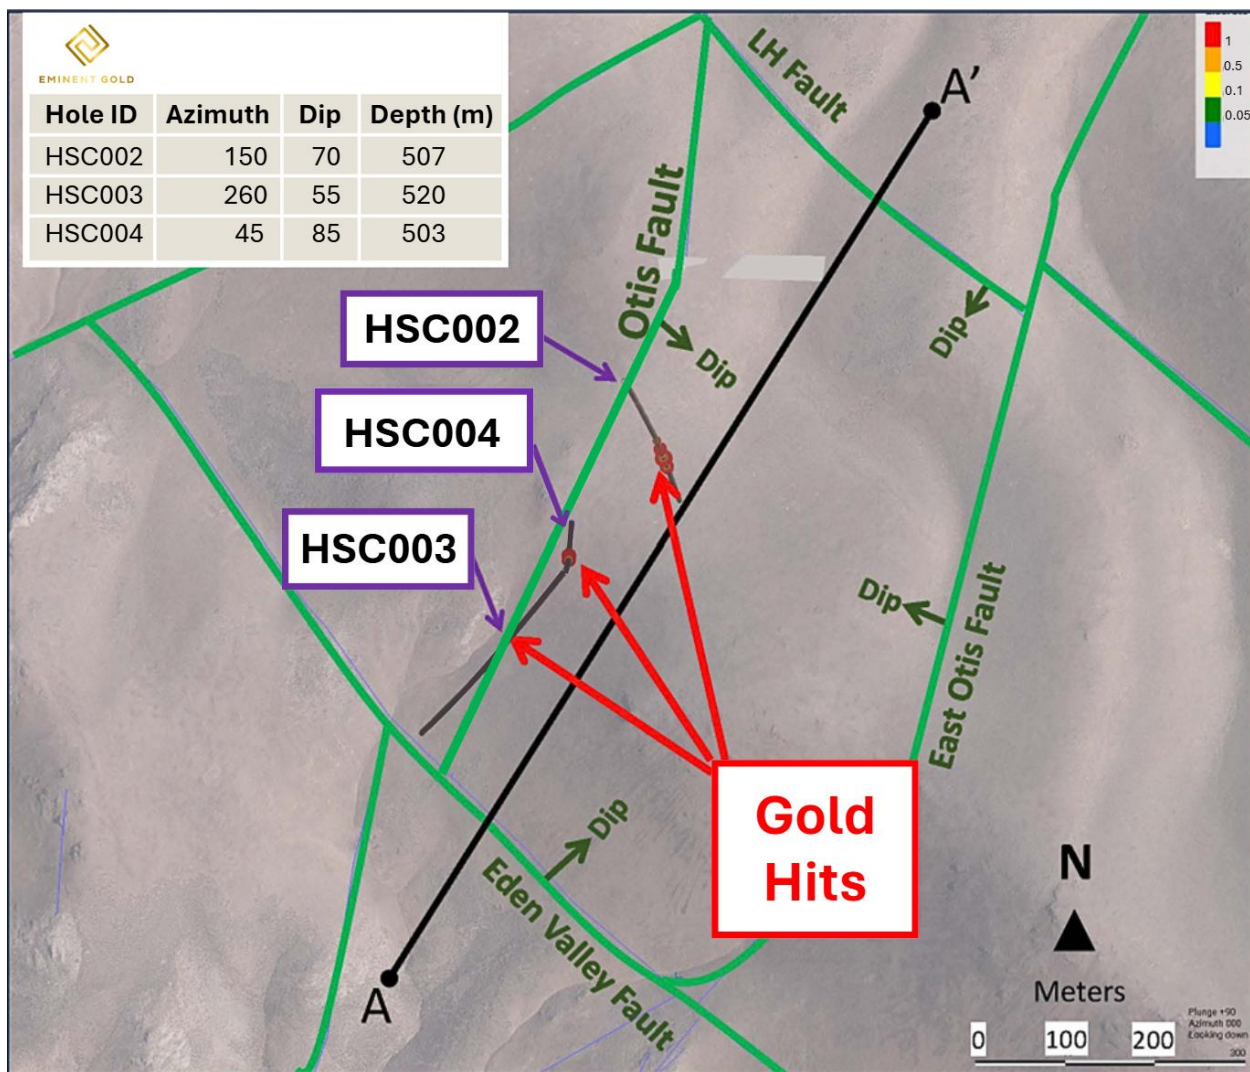 EMINENT GOLD
Hole ID Azimuth Dip Depth (m)
HSC002 150 70 507
HSC003 260 55 520
HSC004 45 85 503
LH Fault
A’
1
0.5
0.1
0.05
Otis Fault
HSC002
Dip
Dip
HSC004
HSC003
Dip
East Otis Fault
Gold
Hits
Dip
Eden Valley Fault
A
N
Meters
0 100 200 300
Plunge +90
Azimuth 000
Looking down